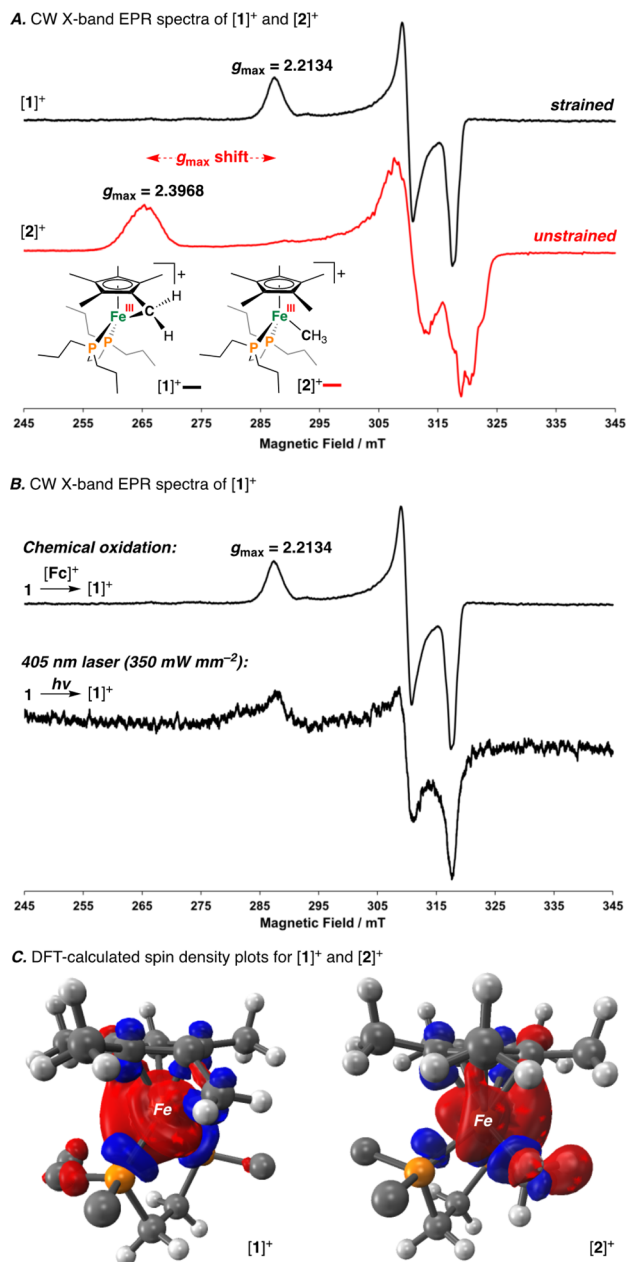 A. CW X-band EPR spectra of [1]⁺ and [2]⁺
gmax = 2.2134
[1]⁺
strained
gmax shift
gmax = 2.3968
[2]⁺
unstrained
]⁺
]⁺
H
C
H
Fe III
P P
[1]⁺
Fe III
CH₃
P P
[2]⁺
245 255 265 275 285 295 305 315 325 335 345
Magnetic Field / mT
B. CW X-band EPR spectra of [1]⁺
Chemical oxidation:
gmax = 2.2134
[Fc]⁺
1 → [1]⁺
405 nm laser (350 mW mm⁻²):
hv
1 → [1]⁺
245 255 265 275 285 295 305 315 325 335 345
Magnetic Field / mT
C. DFT-calculated spin density plots for [1]⁺ and [2]⁺
Fe
Fe
[1]⁺
[2]⁺